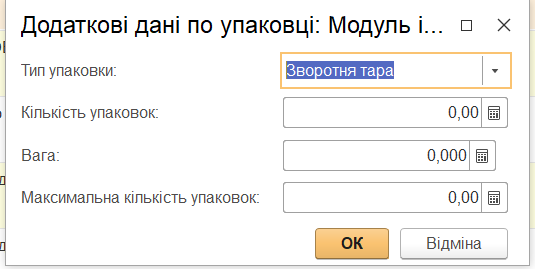 Додаткові дані по упаковці: Модуль і...
Тип упаковки: Зворотня тара
Кількість упаковок: 0,00
Вага: 0,000
Максимальна кількість упаковок: 0,00
ОК Відміна